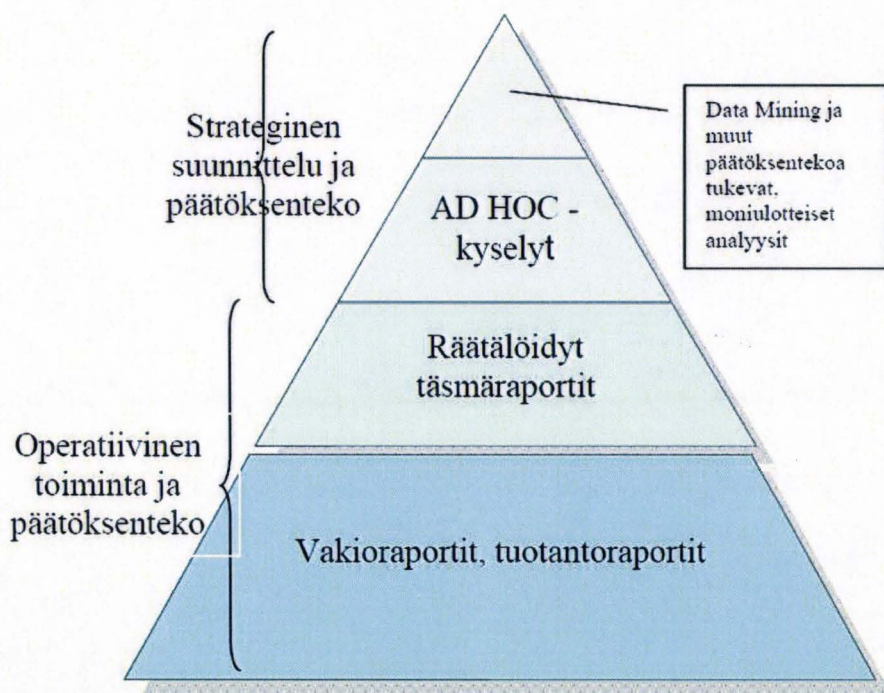 Strateginen
suunnittelu ja
päätöksenteko
Data Mining ja
muut
päätöksentekoa
tukevat,
moniulotteiset
analyysit
AD HOC -
kyselyt
Räätälöidyt
täsmäraportit
Operatiivinen
toiminta ja
päätöksenteko
Vakioraportit, tuotantoraportit